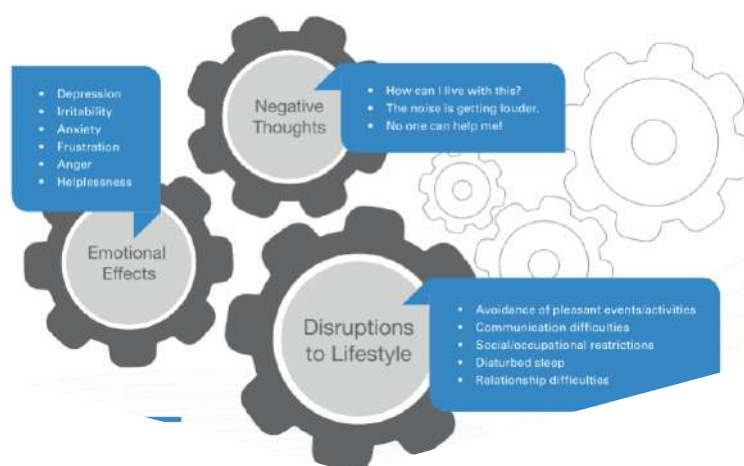 Negative
Thoughts
• How can I live with this?
• The noise is getting louder.
• No one can help me!
• Depression
• Irritability
• Anxiety
• Frustration
• Anger
• Helplessness
Emotional
Effects
Disruptions
to Lifestyle
• Avoidance of pleasant events/activities
• Communication difficulties
• Social/occupational restrictions
• Disturbed sleep
• Relationship difficulties